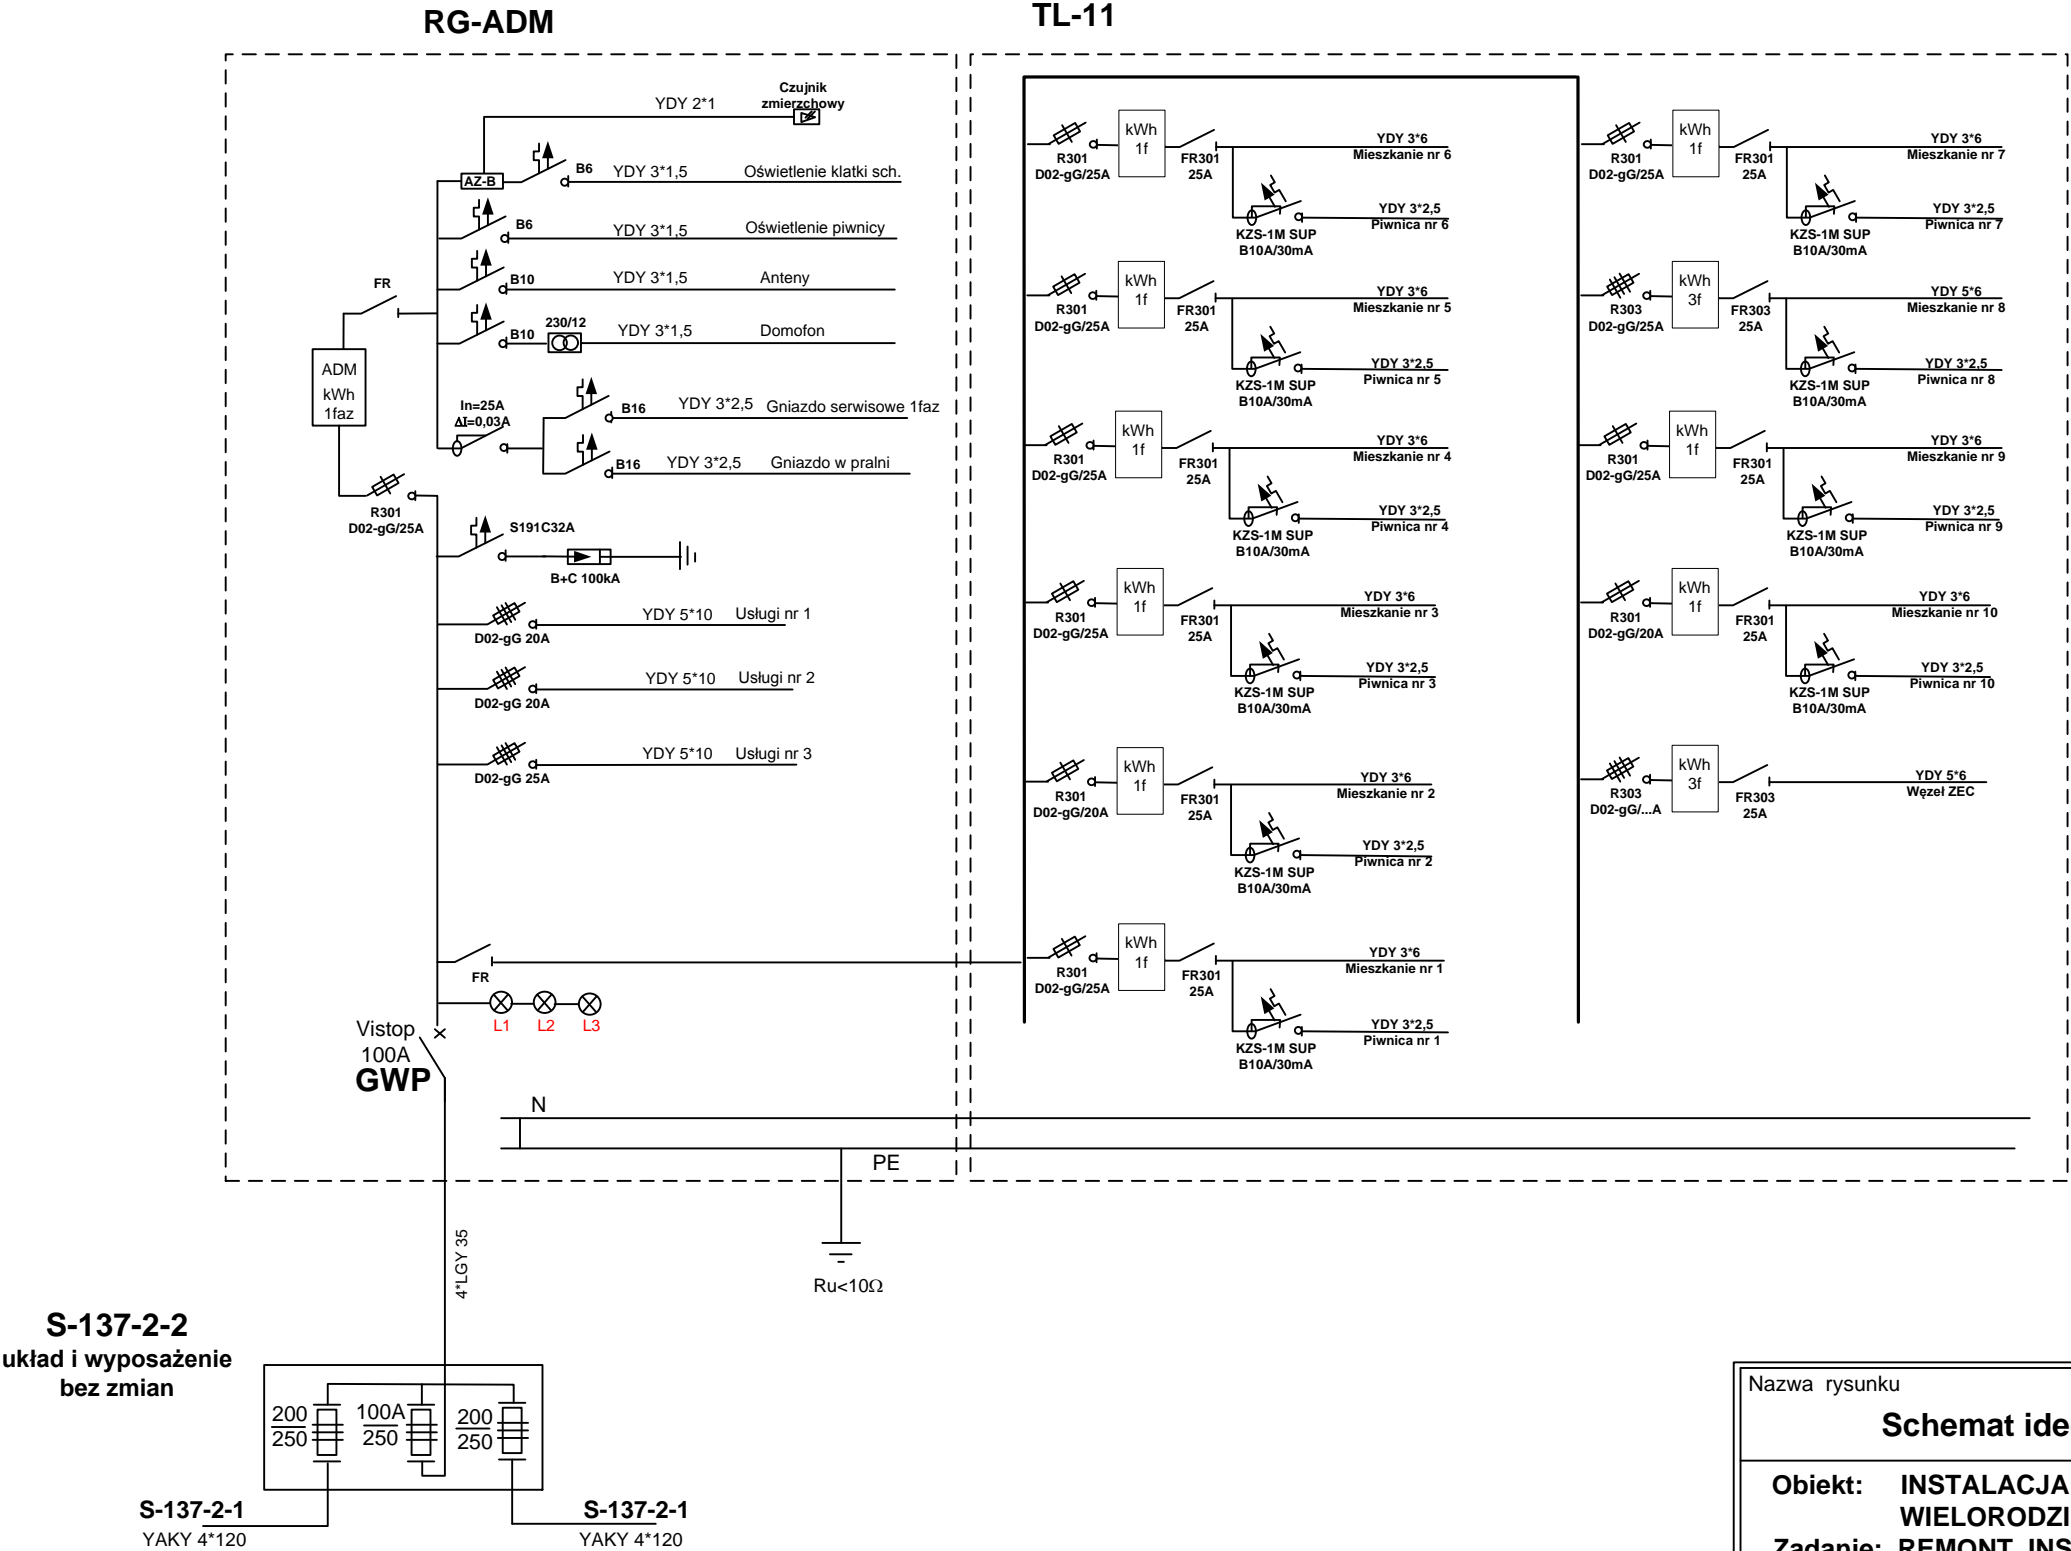 RG-ADM
TL-11
Czujnik
zmierzchowy
YDY 2*1
AZ-B
B6
YDY 3*1,5
Oświetlenie klatki sch.
B6
YDY 3*1,5
Oświetlenie piwnicy
FR
B10
YDY 3*1,5
Anteny
B10
230/12
YDY 3*1,5
Domofon
ADM
kWh
1faz
In=25A
ΔI=0,03A
B16
YDY 3*2,5
Gniazdo serwisowe 1faz
B16
YDY 3*2,5
Gniazdo w pralni
R301
D02-gG/25A
S191C32A
B+C 100kA
D02-gG 20A
YDY 5*10
Usługi nr 1
D02-gG 20A
YDY 5*10
Usługi nr 2
D02-gG 25A
YDY 5*10
Usługi nr 3
FR
L1
L2
L3
Vistop
100A
GWP
R301
D02-gG/25A
kWh
1f
FR301
25A
YDY 3*6
Mieszkanie nr 6
KZS-1M SUP
B10A/30mA
YDY 3*2,5
Piwnica nr 6
R301
D02-gG/25A
kWh
1f
FR301
25A
YDY 3*6
Mieszkanie nr 5
KZS-1M SUP
B10A/30mA
YDY 3*2,5
Piwnica nr 5
R301
D02-gG/25A
kWh
1f
FR301
25A
YDY 3*6
Mieszkanie nr 4
KZS-1M SUP
B10A/30mA
YDY 3*2,5
Piwnica nr 4
R301
D02-gG/25A
kWh
1f
FR301
25A
YDY 3*6
Mieszkanie nr 3
KZS-1M SUP
B10A/30mA
YDY 3*2,5
Piwnica nr 3
R301
D02-gG/20A
kWh
1f
FR301
25A
YDY 3*6
Mieszkanie nr 2
KZS-1M SUP
B10A/30mA
YDY 3*2,5
Piwnica nr 2
R301
D02-gG/25A
kWh
1f
FR301
25A
YDY 3*6
Mieszkanie nr 1
KZS-1M SUP
B10A/30mA
YDY 3*2,5
Piwnica nr 1
R301
D02-gG/25A
kWh
1f
FR301
25A
YDY 3*6
Mieszkanie nr 7
KZS-1M SUP
B10A/30mA
YDY 3*2,5
Piwnica nr 7
R303
D02-gG/25A
kWh
3f
FR303
25A
YDY 5*6
Mieszkanie nr 8
KZS-1M SUP
B10A/30mA
YDY 3*2,5
Piwnica nr 8
R301
D02-gG/25A
kWh
1f
FR301
25A
YDY 3*6
Mieszkanie nr 9
KZS-1M SUP
B10A/30mA
YDY 3*2,5
Piwnica nr 9
R301
D02-gG/20A
kWh
1f
FR301
25A
YDY 3*6
Mieszkanie nr 10
KZS-1M SUP
B10A/30mA
YDY 3*2,5
Piwnica nr 10
R303
D02-gG/...A
kWh
3f
FR303
25A
YDY 5*6
Węzeł ZEC
N
PE
Ru<10Ω
4*LGY 35
S-137-2-2
układ i wyposażenie
bez zmian
200
250
100A
250
200
250
S-137-2-1
YAKY 4*120
S-137-2-1
YAKY 4*120
Nazwa rysunku
Schemat ide
Obiekt: INSTALACJA
WIELORODZI
Zadanie: REMONT INS